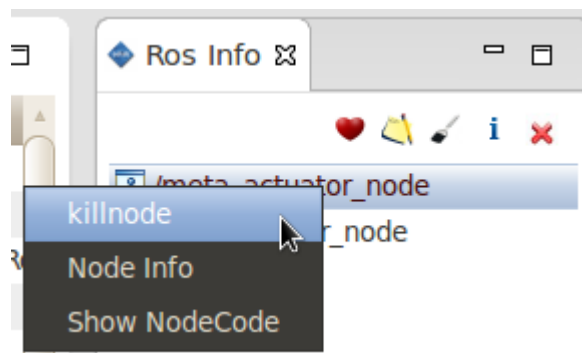 Ros Info
/meta_actuator_node
killnode
r_node
Node Info
Show NodeCode